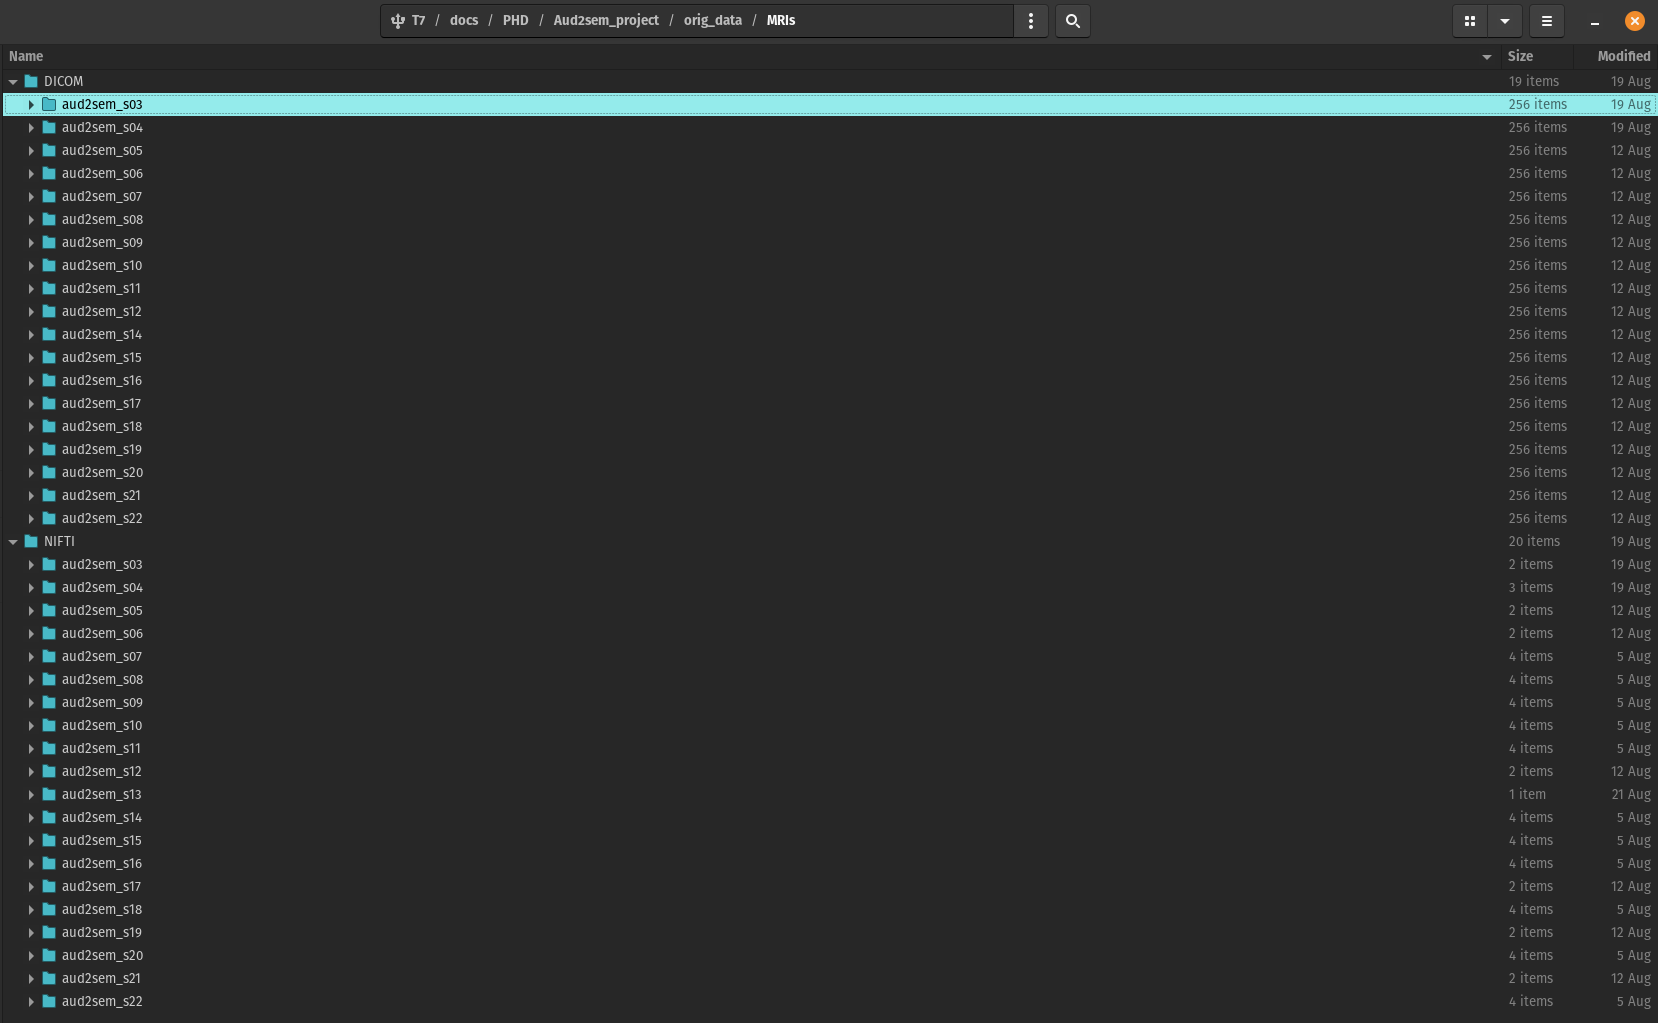 T7 / docs / PHD / Aud2sem_project / orig_data / MRIs
Name Size Modified
DICOM 19 items 19 Aug
aud2sem_s03 256 items 19 Aug
aud2sem_s04 256 items 19 Aug
aud2sem_s05 256 items 12 Aug
aud2sem_s06 256 items 12 Aug
aud2sem_s07 256 items 12 Aug
aud2sem_s08 256 items 12 Aug
aud2sem_s09 256 items 12 Aug
aud2sem_s10 256 items 12 Aug
aud2sem_s11 256 items 12 Aug
aud2sem_s12 256 items 12 Aug
aud2sem_s14 256 items 12 Aug
aud2sem_s15 256 items 12 Aug
aud2sem_s16 256 items 12 Aug
aud2sem_s17 256 items 12 Aug
aud2sem_s18 256 items 12 Aug
aud2sem_s19 256 items 12 Aug
aud2sem_s20 256 items 12 Aug
aud2sem_s21 256 items 12 Aug
aud2sem_s22 256 items 12 Aug
NIFTI 20 items 19 Aug
aud2sem_s03 2 items 19 Aug
aud2sem_s04 3 items 19 Aug
aud2sem_s05 2 items 12 Aug
aud2sem_s06 2 items 12 Aug
aud2sem_s07 4 items 5 Aug
aud2sem_s08 4 items 5 Aug
aud2sem_s09 4 items 5 Aug
aud2sem_s10 4 items 5 Aug
aud2sem_s11 4 items 5 Aug
aud2sem_s12 2 items 12 Aug
aud2sem_s13 1 item 21 Aug
aud2sem_s14 4 items 5 Aug
aud2sem_s15 4 items 5 Aug
aud2sem_s16 4 items 5 Aug
aud2sem_s17 2 items 12 Aug
aud2sem_s18 4 items 5 Aug
aud2sem_s19 2 items 12 Aug
aud2sem_s20 4 items 5 Aug
aud2sem_s21 2 items 12 Aug
aud2sem_s22 4 items 5 Aug